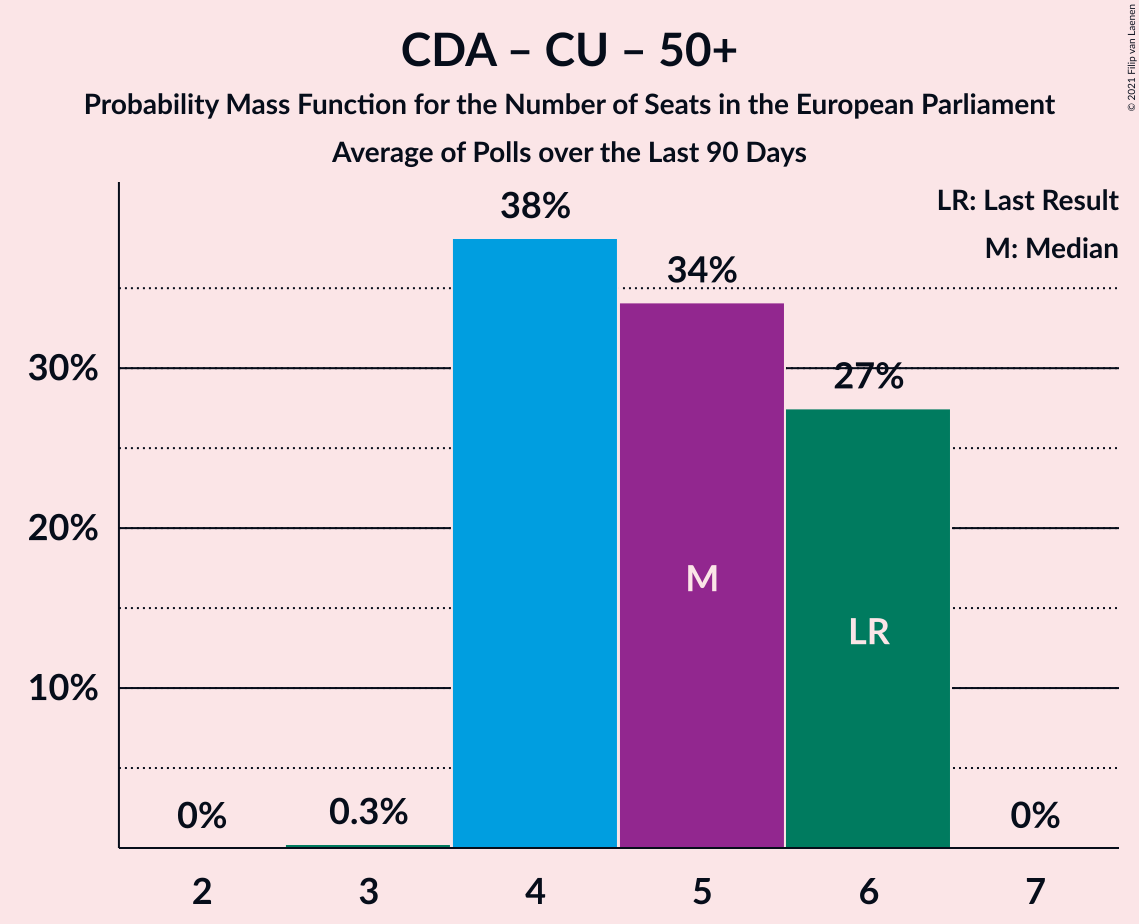 CDA – CU – 50+
Probability Mass Function for the Number of Seats in the European Parliament
Average of Polls over the Last 90 Days
© 2021 Filip van Laenen
LR: Last Result
M: Median
38%
34%
27%
30%
20%
10%
M
LR
0%
0.3%
0%
2
3
4
5
6
7